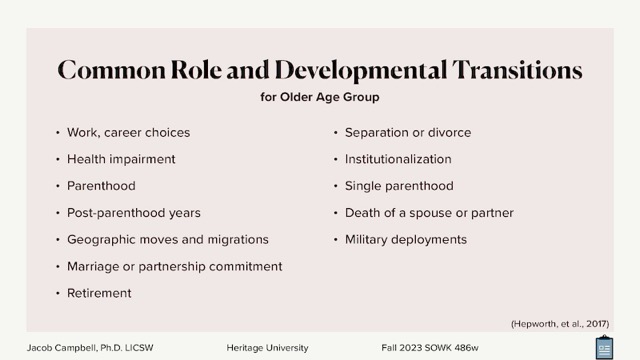 Common Role and Developmental Transitions
for Older Age Group
• Work, career choices
• Health impairment
• Parenthood
• Post-parenthood years
• Geographic moves and migrations
• Marriage or partnership commitment
• Retirement
• Separation or divorce
• Institutionalization
• Single parenthood
• Death of a spouse or partner
• Military deployments
(Hepworth, et al., 2017)
Jacob Campbell, Ph.D. LICSW
Heritage University
Fall 2023 SOWK 486w